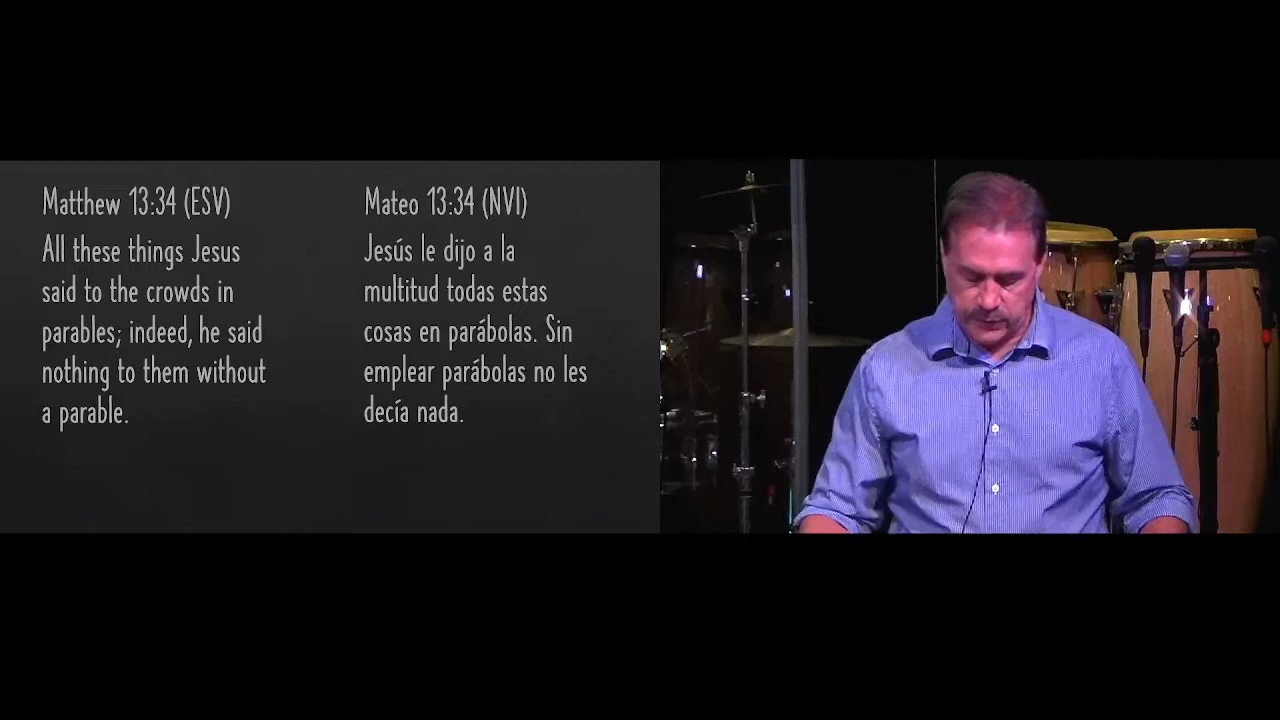 Matthew 13:34 (ESV)
All these things Jesus
said to the crowds in
parables; indeed, he said
nothing to them without
a parable.
Mateo 13:34 (NVI)
Jesús le dijo a la
multitud todas estas
cosas en parábolas. Sin
emplear parábolas no les
decía nada.